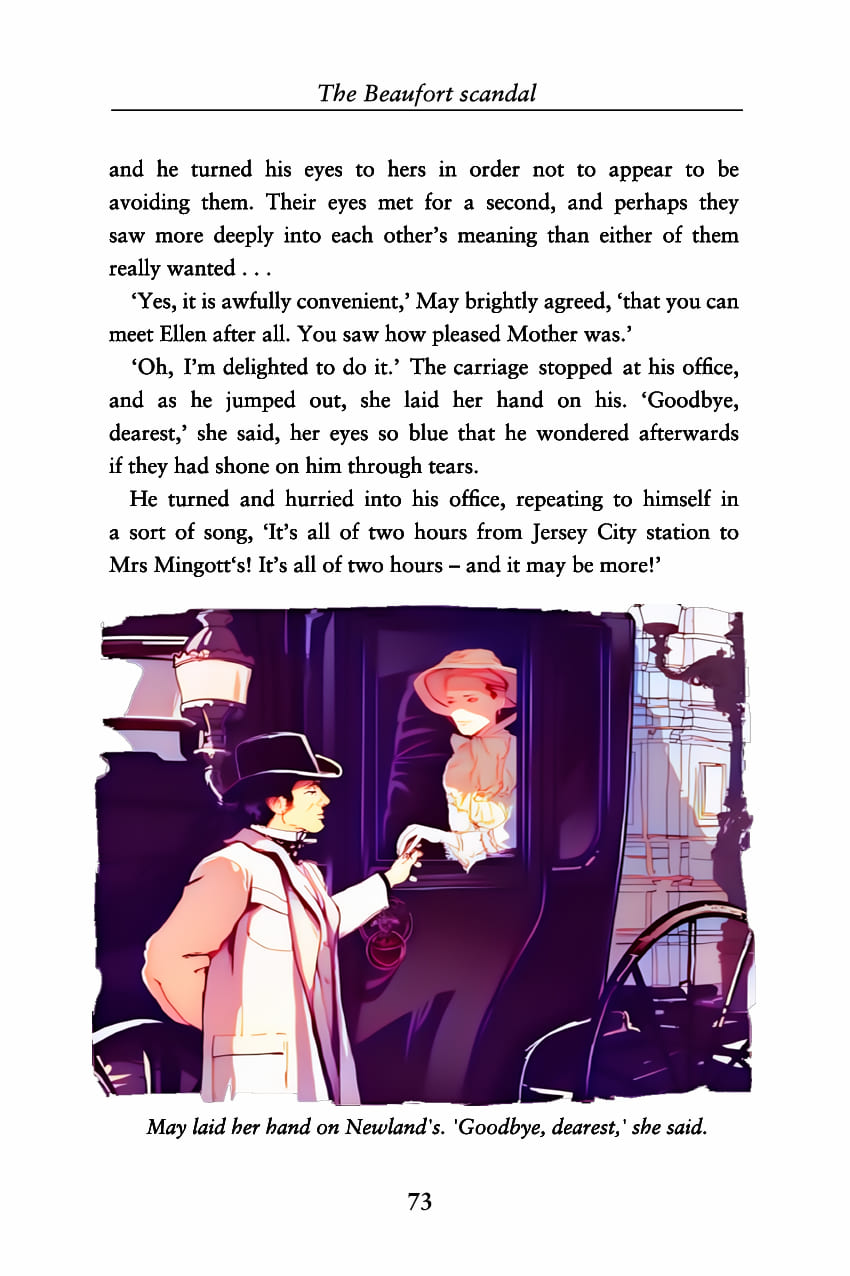 The Beaufort scandal
and he turned his eyes to hers in order not to appear to be
avoiding them. Their eyes met for a second, and perhaps they
saw more deeply into each other’s meaning than either of them
really wanted . . .
‘Yes, it is awfully convenient,’ May brightly agreed, ‘that you can
meet Ellen after all. You saw how pleased Mother was.’
‘Oh, I’m delighted to do it.’ The carriage stopped at his office,
and as he jumped out, she laid her hand on his. ‘Goodbye,
dearest,’ she said, her eyes so blue that he wondered afterwards
if they had shone on him through tears.
He turned and hurried into his office, repeating to himself in
a sort of song, ‘It’s all of two hours from Jersey City station to
Mrs Mingott‘s! It’s all of two hours – and it may be more!’
May laid her hand on Newland's. 'Goodbye, dearest,' she said.
73